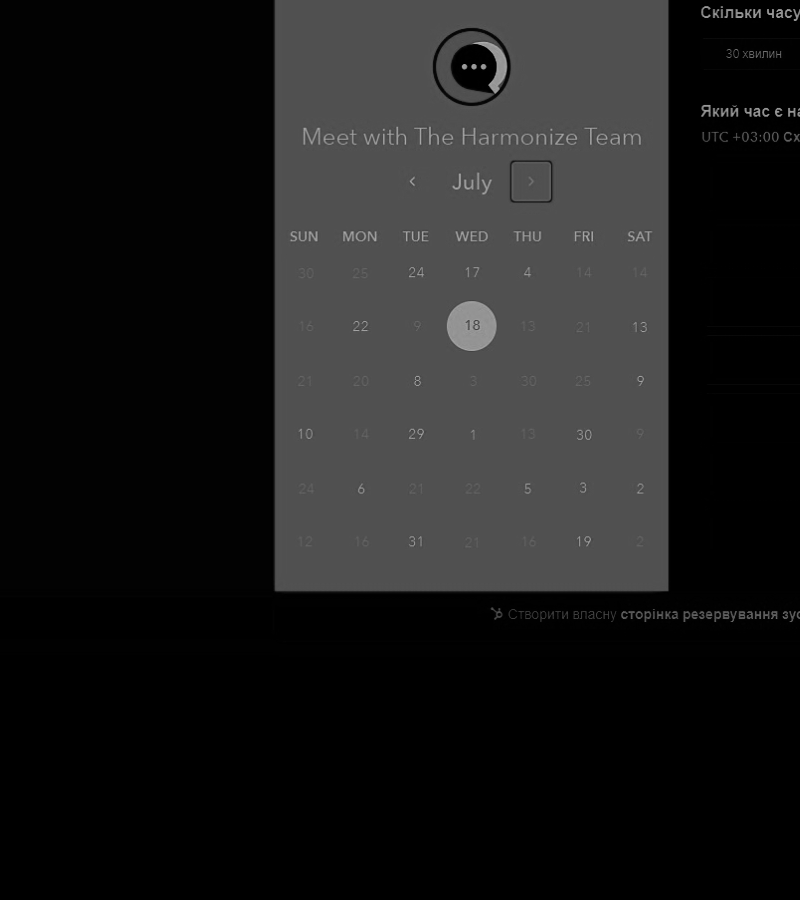 Скільки часу
30 хвилин
Який час є на
UTC +03:00 Сх
Meet with The Harmonize Team
July
SUN MON TUE WED THU FRI SAT
30 25 24 17 4 14 14
16 22 9 18 13 21 13
21 20 8 3 30 25 9
10 14 29 1 13 30 9
24 6 21 22 5 3 2
12 16 31 21 16 19 2
Створити власну сторінка резервування зус